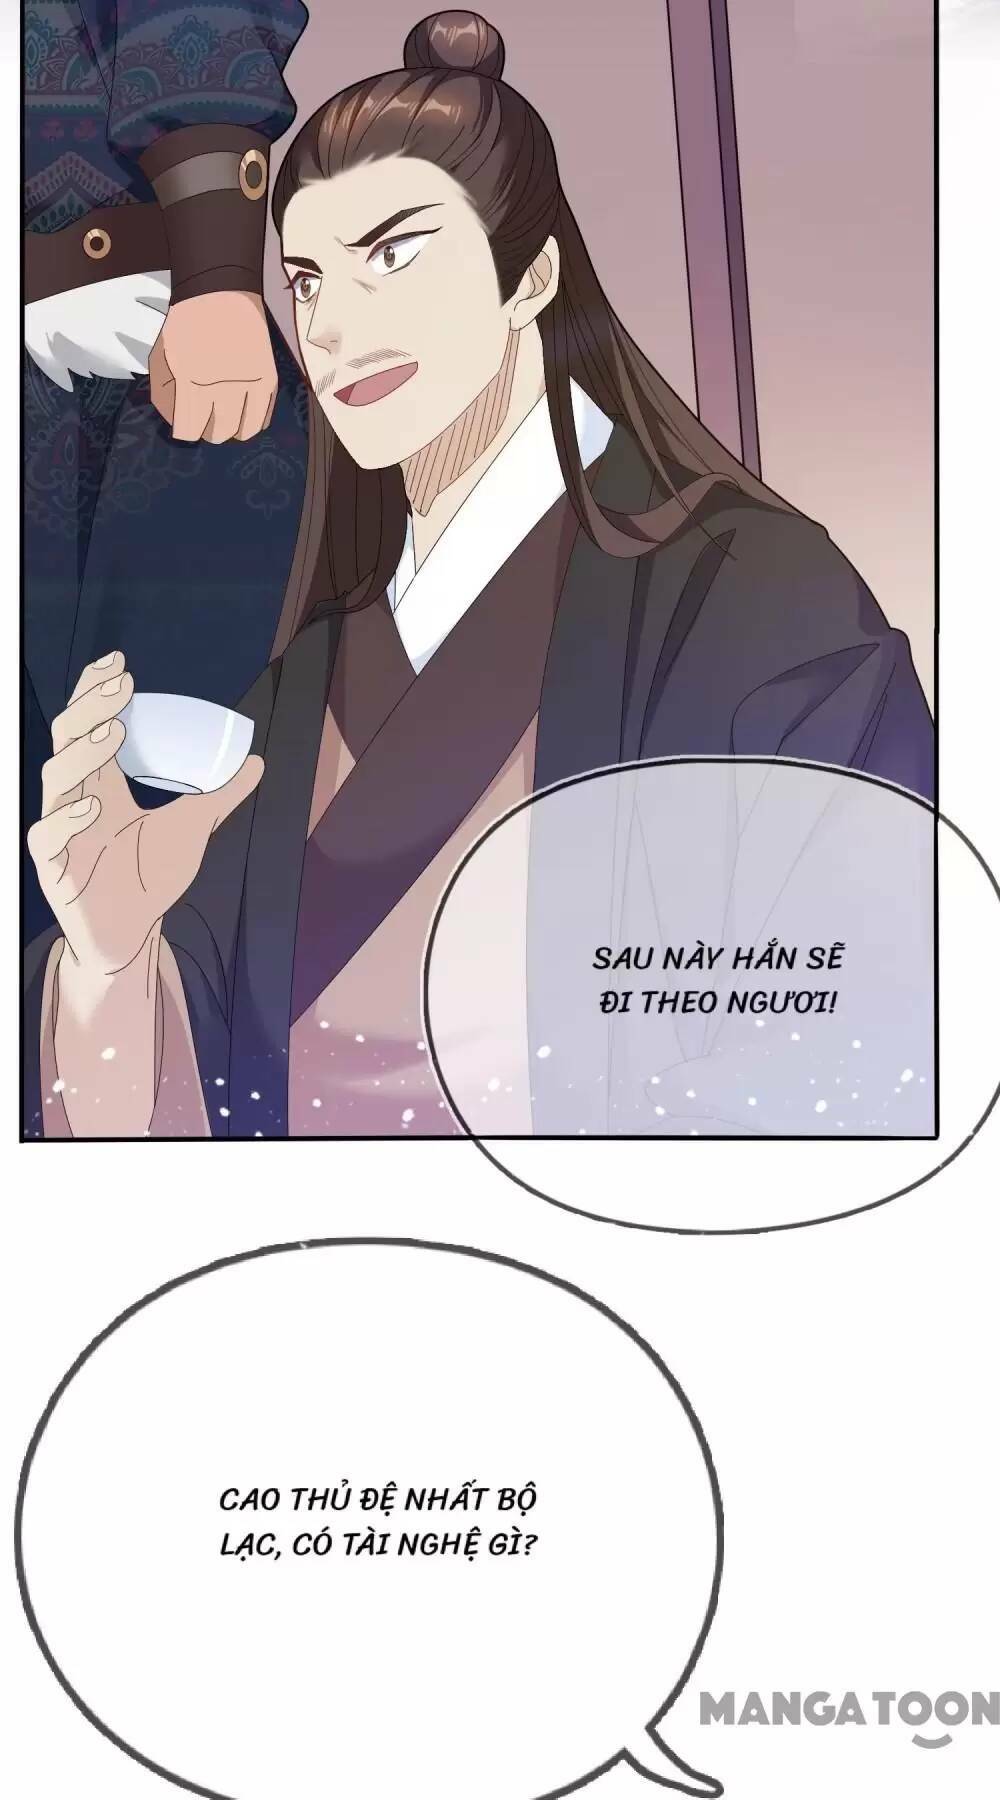 SAU NÀY HẮN SẼ
ĐI THEO NGƯƠI!
CAO THỦ ĐỆ NHẤT BỘ
LẠC, CÓ TÀI NGHỆ GÌ?
MANGATOON